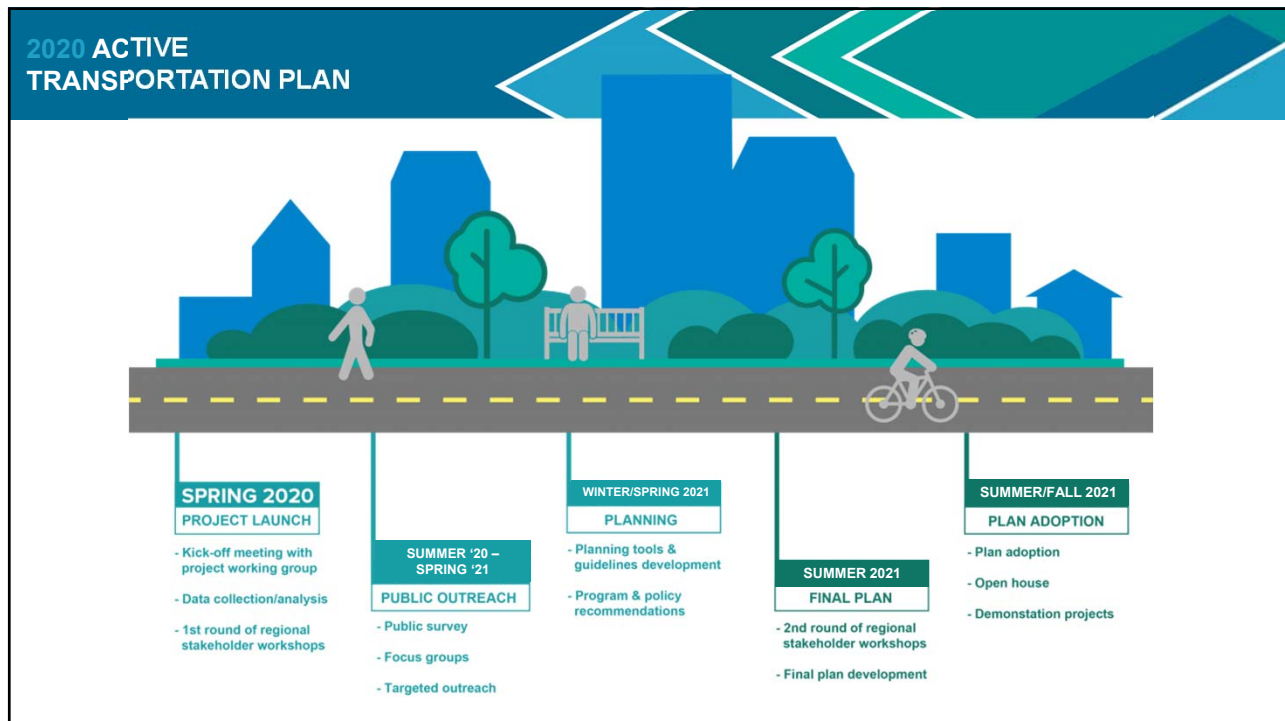 2020 ACTIVE
TRANSPORTATION PLAN
SPRING 2020
PROJECT LAUNCH
- Kick-off meeting with
project working group
- Data collection/analysis
- 1st round of regional
stakeholder workshops
SUMMER ‘20 –
SPRING ‘21
PUBLIC OUTREACH
- Public survey
- Focus groups
- Targeted outreach
WINTER/SPRING 2021
PLANNING
- Planning tools &
guidelines development
- Program & policy
recommendations
SUMMER 2021
FINAL PLAN
- 2nd round of regional
stakeholder workshops
- Final plan development
SUMMER/FALL 2021
PLAN ADOPTION
- Plan adoption
- Open house
- Demonstation projects